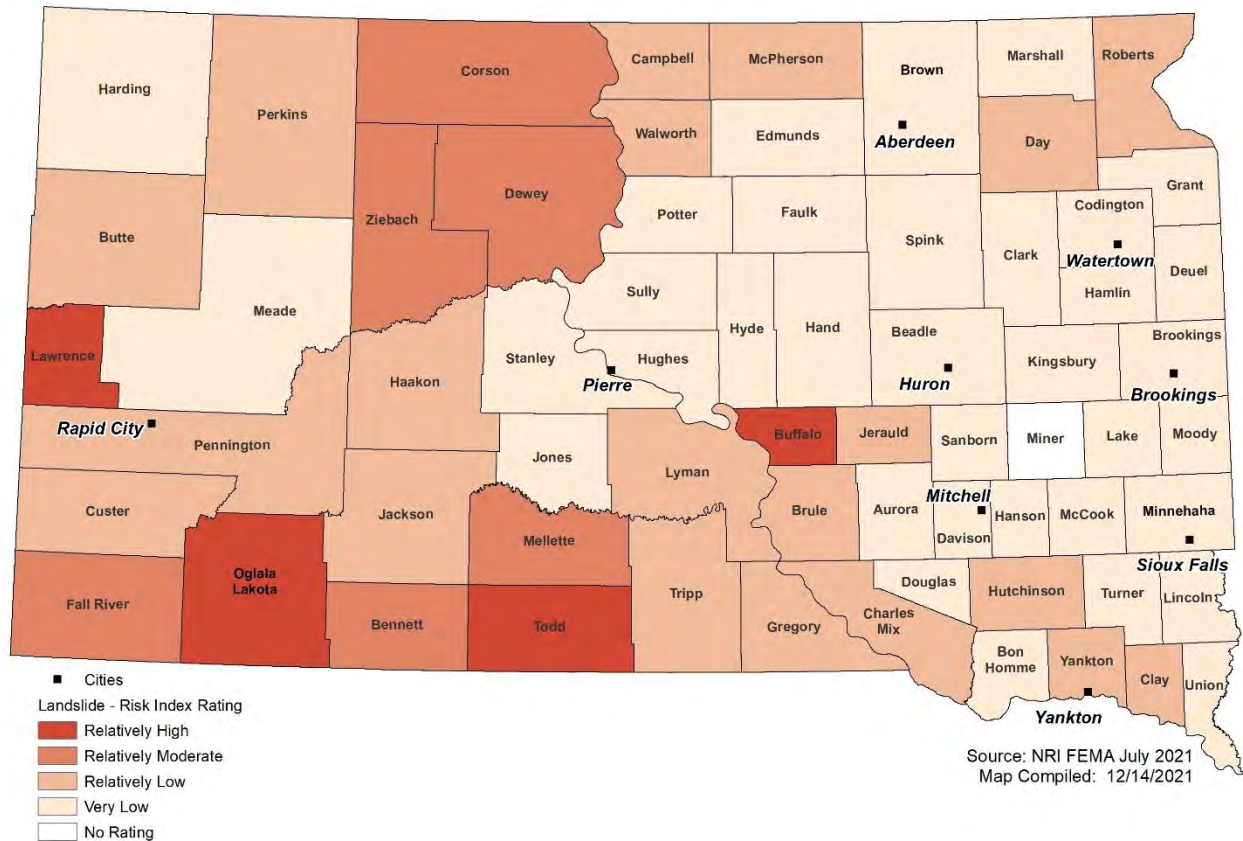 Harding
Perkins
Corson
Campbell
McPherson
Brown
Marshall
Roberts
Walworth
Edmunds
Aberdeen
Day
Butte
Ziebach
Dewey
Potter
Faulk
Spink
Clark
Codington
Grant
Watertown
Hamlin
Deuel
Meade
Sully
Hyde
Hand
Beadle
Kingsbury
Brookings
Lawrence
Haakon
Stanley
Hughes
Pierre
Huron
Brookings
Rapid City
Pennington
Jones
Lyman
Buffalo
Jerauld
Sanborn
Miner
Lake
Moody
Custer
Jackson
Mellette
Brule
Aurora
Mitchell
Davison
Hanson
McCook
Minnehaha
Sioux Falls
Fall River
Oglala
Lakota
Bennett
Todd
Tripp
Gregory
Charles
Mix
Douglas
Hutchinson
Turner
Lincoln
Bon
Homme
Yankton
Clay
Union
Yankton
Cities
Landslide - Risk Index Rating
Relatively High
Relatively Moderate
Relatively Low
Very Low
No Rating
Source: NRI FEMA July 2021
Map Compiled: 12/14/2021